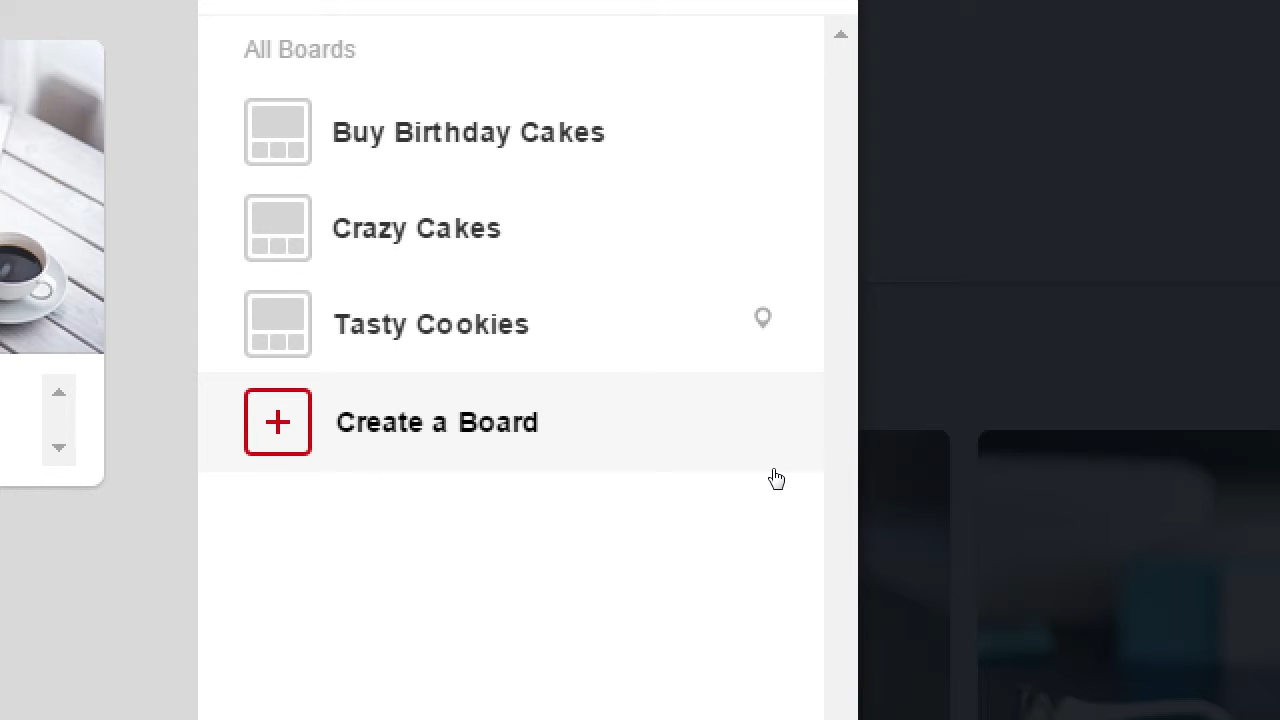 All Boards
Buy Birthday Cakes
Crazy Cakes
Tasty Cookies
Create a Board